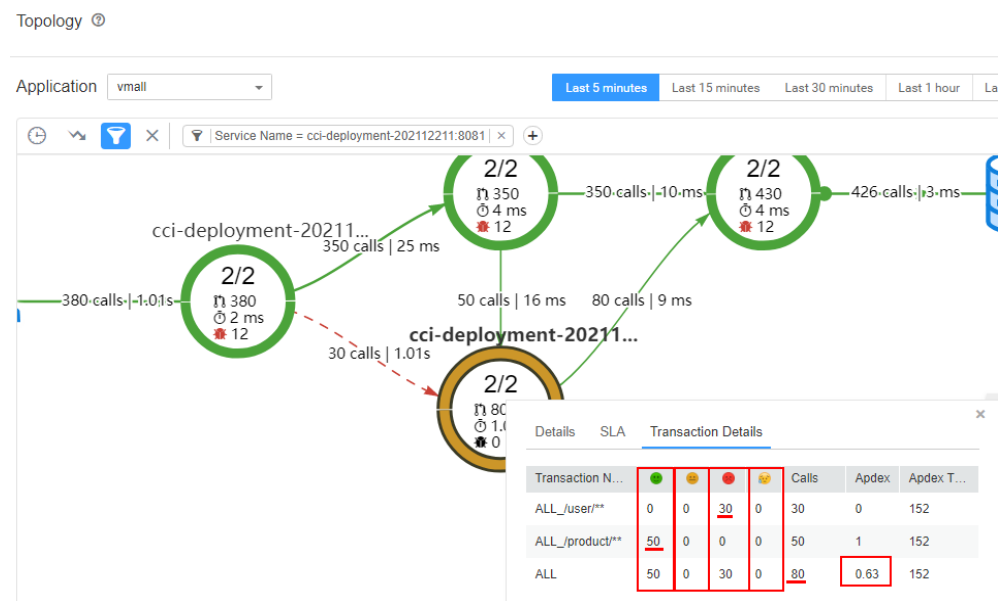 Topology
Application vmall Last 5 minutes Last 15 minutes Last 30 minutes Last 1 hour La
Service Name = cci-deployment-202112211:8081
2/2
350
4 ms
12
2/2
430
4 ms
12
350 calls | 10 ms
426 calls | 3 ms
cci-deployment-20211...
350 calls | 25 ms
2/2
380
2 ms
12
380 calls | 1.01s
50 calls | 16 ms
80 calls | 9 ms
30 calls | 1.01s
cci-deployment-20211...
2/2
80
1.0
0
Details SLA Transaction Details
Transaction N... Calls Apdex Apdex T...
ALL_/user/** 0 0 30 0 30 0 152
ALL_/product/** 50 0 0 0 50 1 152
ALL 50 0 30 0 80 0.63 152